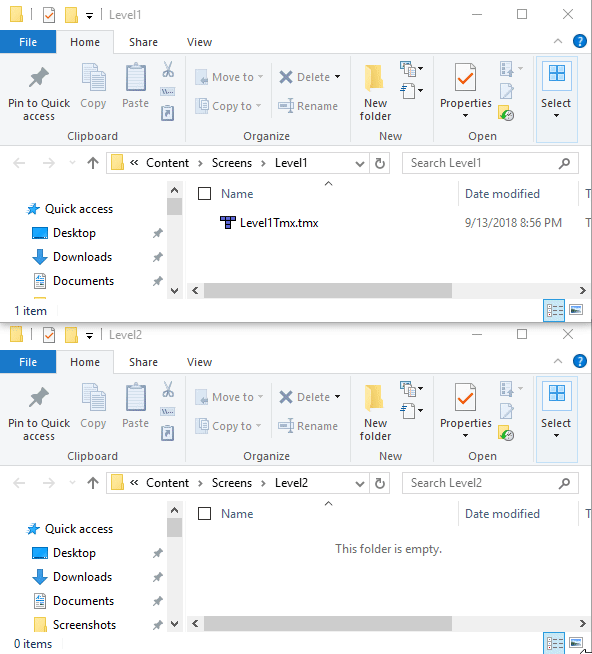 Level1
File Home Share View
Pin to Quick access
Copy
Paste
Move to
Copy to
Delete
Rename
New folder
Properties
Select
Clipboard Organize New Open
« Content > Screens > Level1
Search Level1
Quick access
Desktop
Downloads
Documents
Name Date modified
Level1Tmx.tmx 9/13/2018 8:56 PM
1 item
Level2
File Home Share View
Pin to Quick access
Copy
Paste
Move to
Copy to
Delete
Rename
New folder
Properties
Select
Clipboard Organize New Open
« Content > Screens > Level2
Search Level2
Quick access
Desktop
Downloads
Documents
Screenshots
Name Date modified
This folder is empty.
0 items